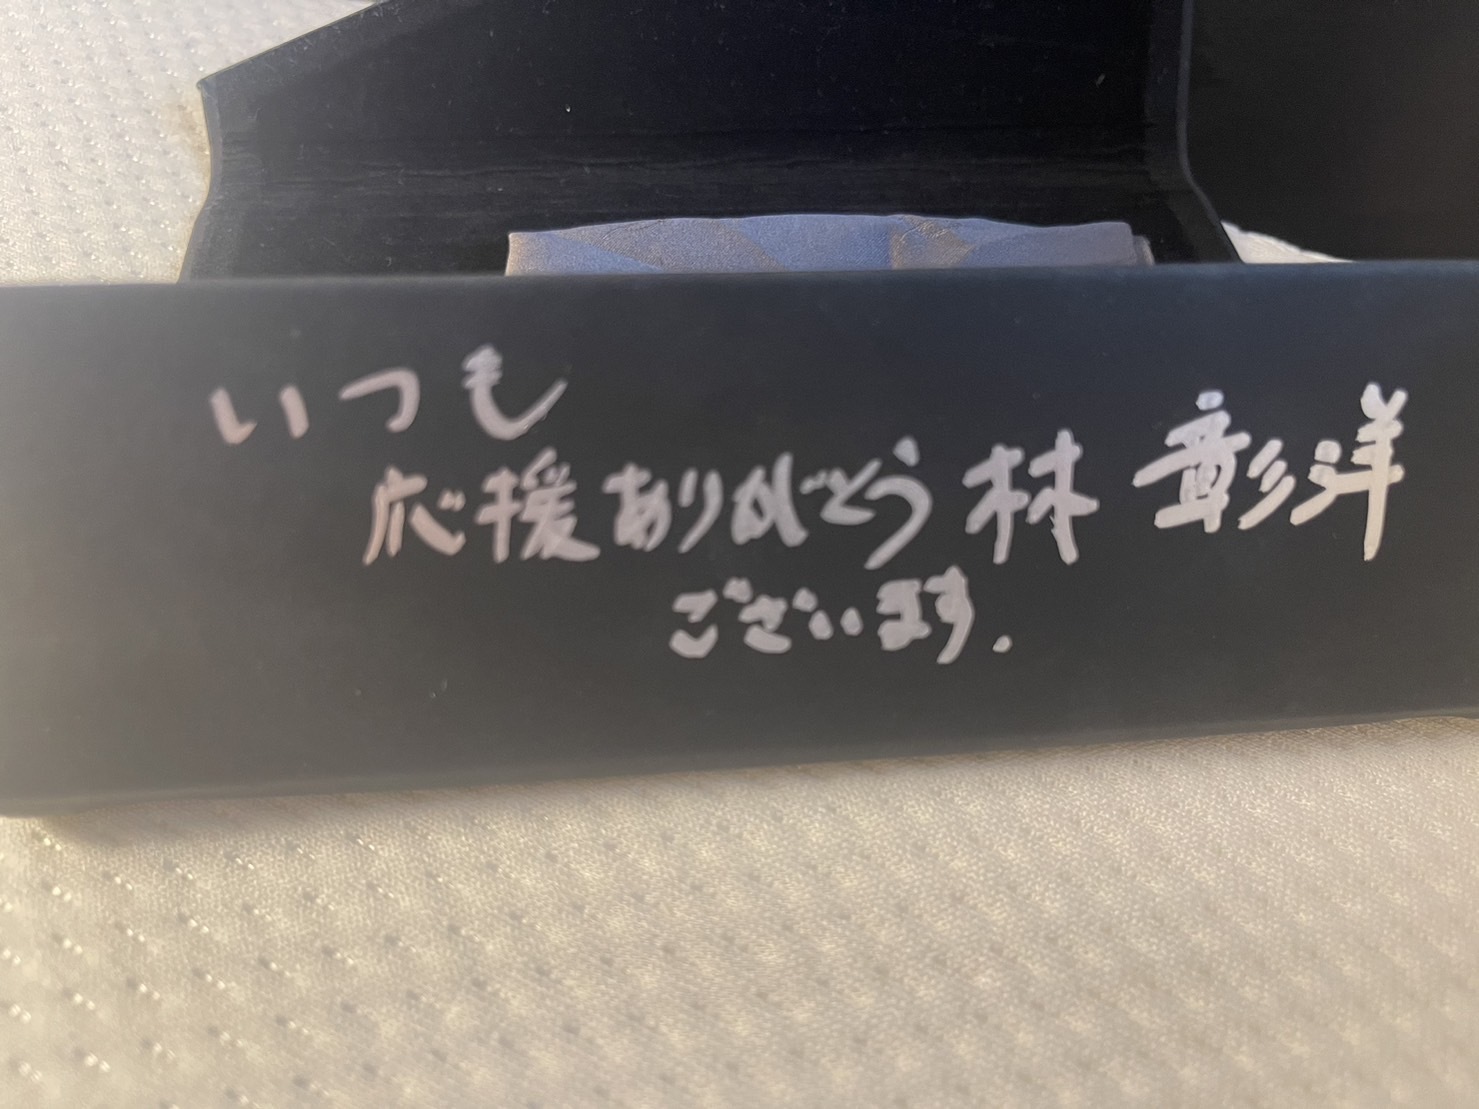 いつも
応援ありがとう 林 彰洋
ございます.